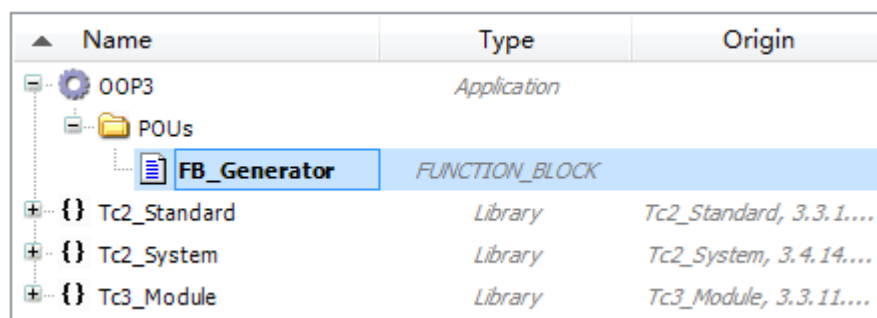 Name Type Origin
OOP3 Application
POUs
FB_Generator FUNCTION_BLOCK
{} Tc2_Standard Library Tc2_Standard, 3.3.1....
{} Tc2_System Library Tc2_System, 3.4.14....
{} Tc3_Module Library Tc3_Module, 3.3.11....